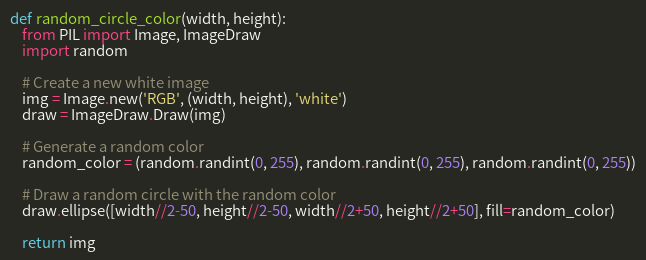 def random_circle_color(width, height):
from PIL import Image, ImageDraw
import random
# Create a new white image
img = Image.new('RGB', (width, height), 'white')
draw = ImageDraw.Draw(img)
# Generate a random color
random_color = (random.randint(0, 255), random.randint(0, 255), random.randint(0, 255))
# Draw a random circle with the random color
draw.ellipse([width//2-50, height//2-50, width//2+50, height//2+50], fill=random_color)
return img